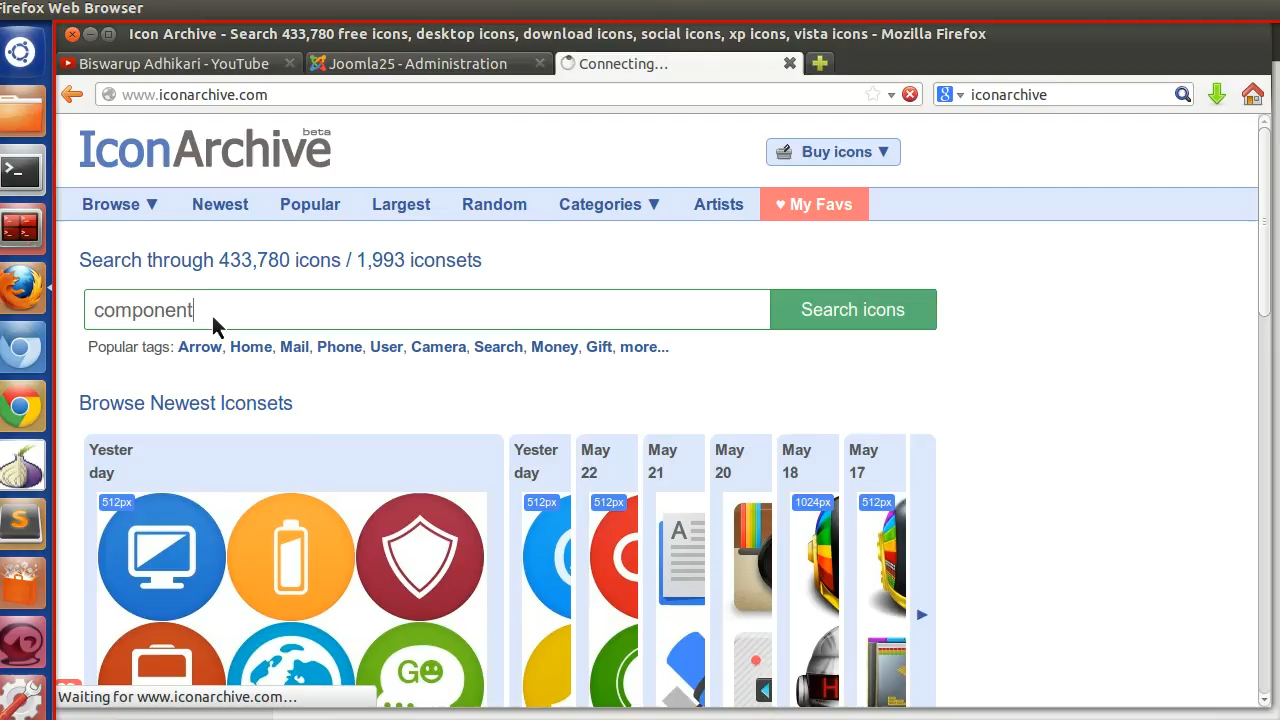 Firefox Web Browser
Icon Archive - Search 433,780 free icons, desktop icons, download icons, social icons, xp icons, vista icons - Mozilla Firefox
Biswarup Adhikari - YouTube
Joomla25 - Administration
Connecting...
www.iconarchive.com
iconarchive
IconArchive beta
Buy icons ▼
Browse ▼
Newest
Popular
Largest
Random
Categories ▼
Artists
♥ My Favs
Search through 433,780 icons / 1,993 iconsets
component
Search icons
Popular tags: Arrow, Home, Mail, Phone, User, Camera, Search, Money, Gift, more...
Browse Newest Iconsets
Yester
day
Yester
day
May
22
May
21
May
20
May
18
May
17
512px
512px
512px
1024px
512px
A
GO
H
Waiting for www.iconarchive.com...